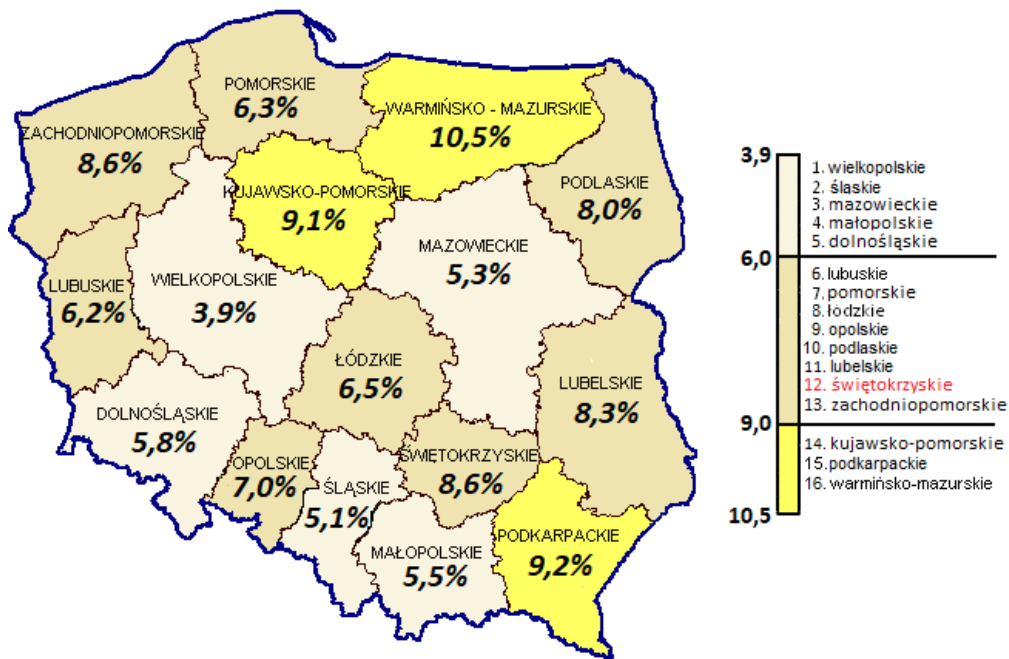 POMORSKIE
6,3%
WARMIŃSKO - MAZURSKIE
10,5%
ZACHODNIOPOMORSKIE
8,6%
KUJAWSKO-POMORSKIE
9,1%
PODLASKIE
8,0%
MAZOWIECKIE
5,3%
WIELKOPOLSKIE
3,9%
LUBUSKIE
6,2%
ŁÓDZKIE
6,5%
LUBELSKIE
8,3%
DOLNOŚLĄSKIE
5,8%
OPOLSKIE
7,0%
ŚLĄSKIE
5,1%
ŚWIĘTOKRZYSKIE
8,6%
MAŁOPOLSKIE
5,5%
PODKARPACKIE
9,2%
3,9
1. wielkopolskie
2. śląskie
3. mazowieckie
4. małopolskie
5. dolnośląskie
6,0
6. lubuskie
7. pomorskie
8. łódzkie
9. opolskie
10. podlaskie
11. lubelskie
12. świętokrzyskie
13. zachodniopomorskie
9,0
14. kujawsko-pomorskie
15. podkarpackie
16. warmińsko-mazurskie
10,5